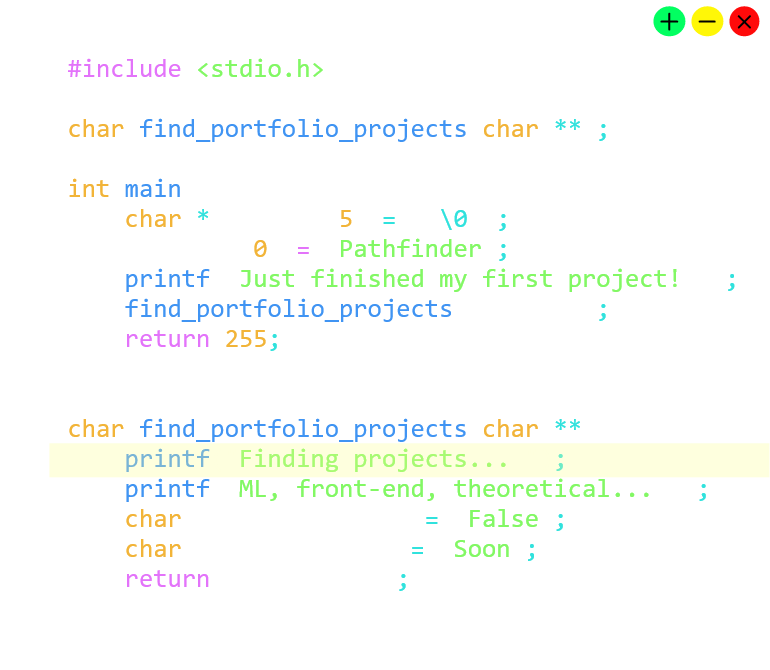 #include <stdio.h>
char find_portfolio_projects char ** ;
int main
char * 5 = \0 ;
0 = Pathfinder ;
printf Just finished my first project! ;
find_portfolio_projects ;
return 255;
char find_portfolio_projects char **
printf Finding projects... ;
printf ML, front-end, theoretical... ;
char = False ;
char = Soon ;
return ;